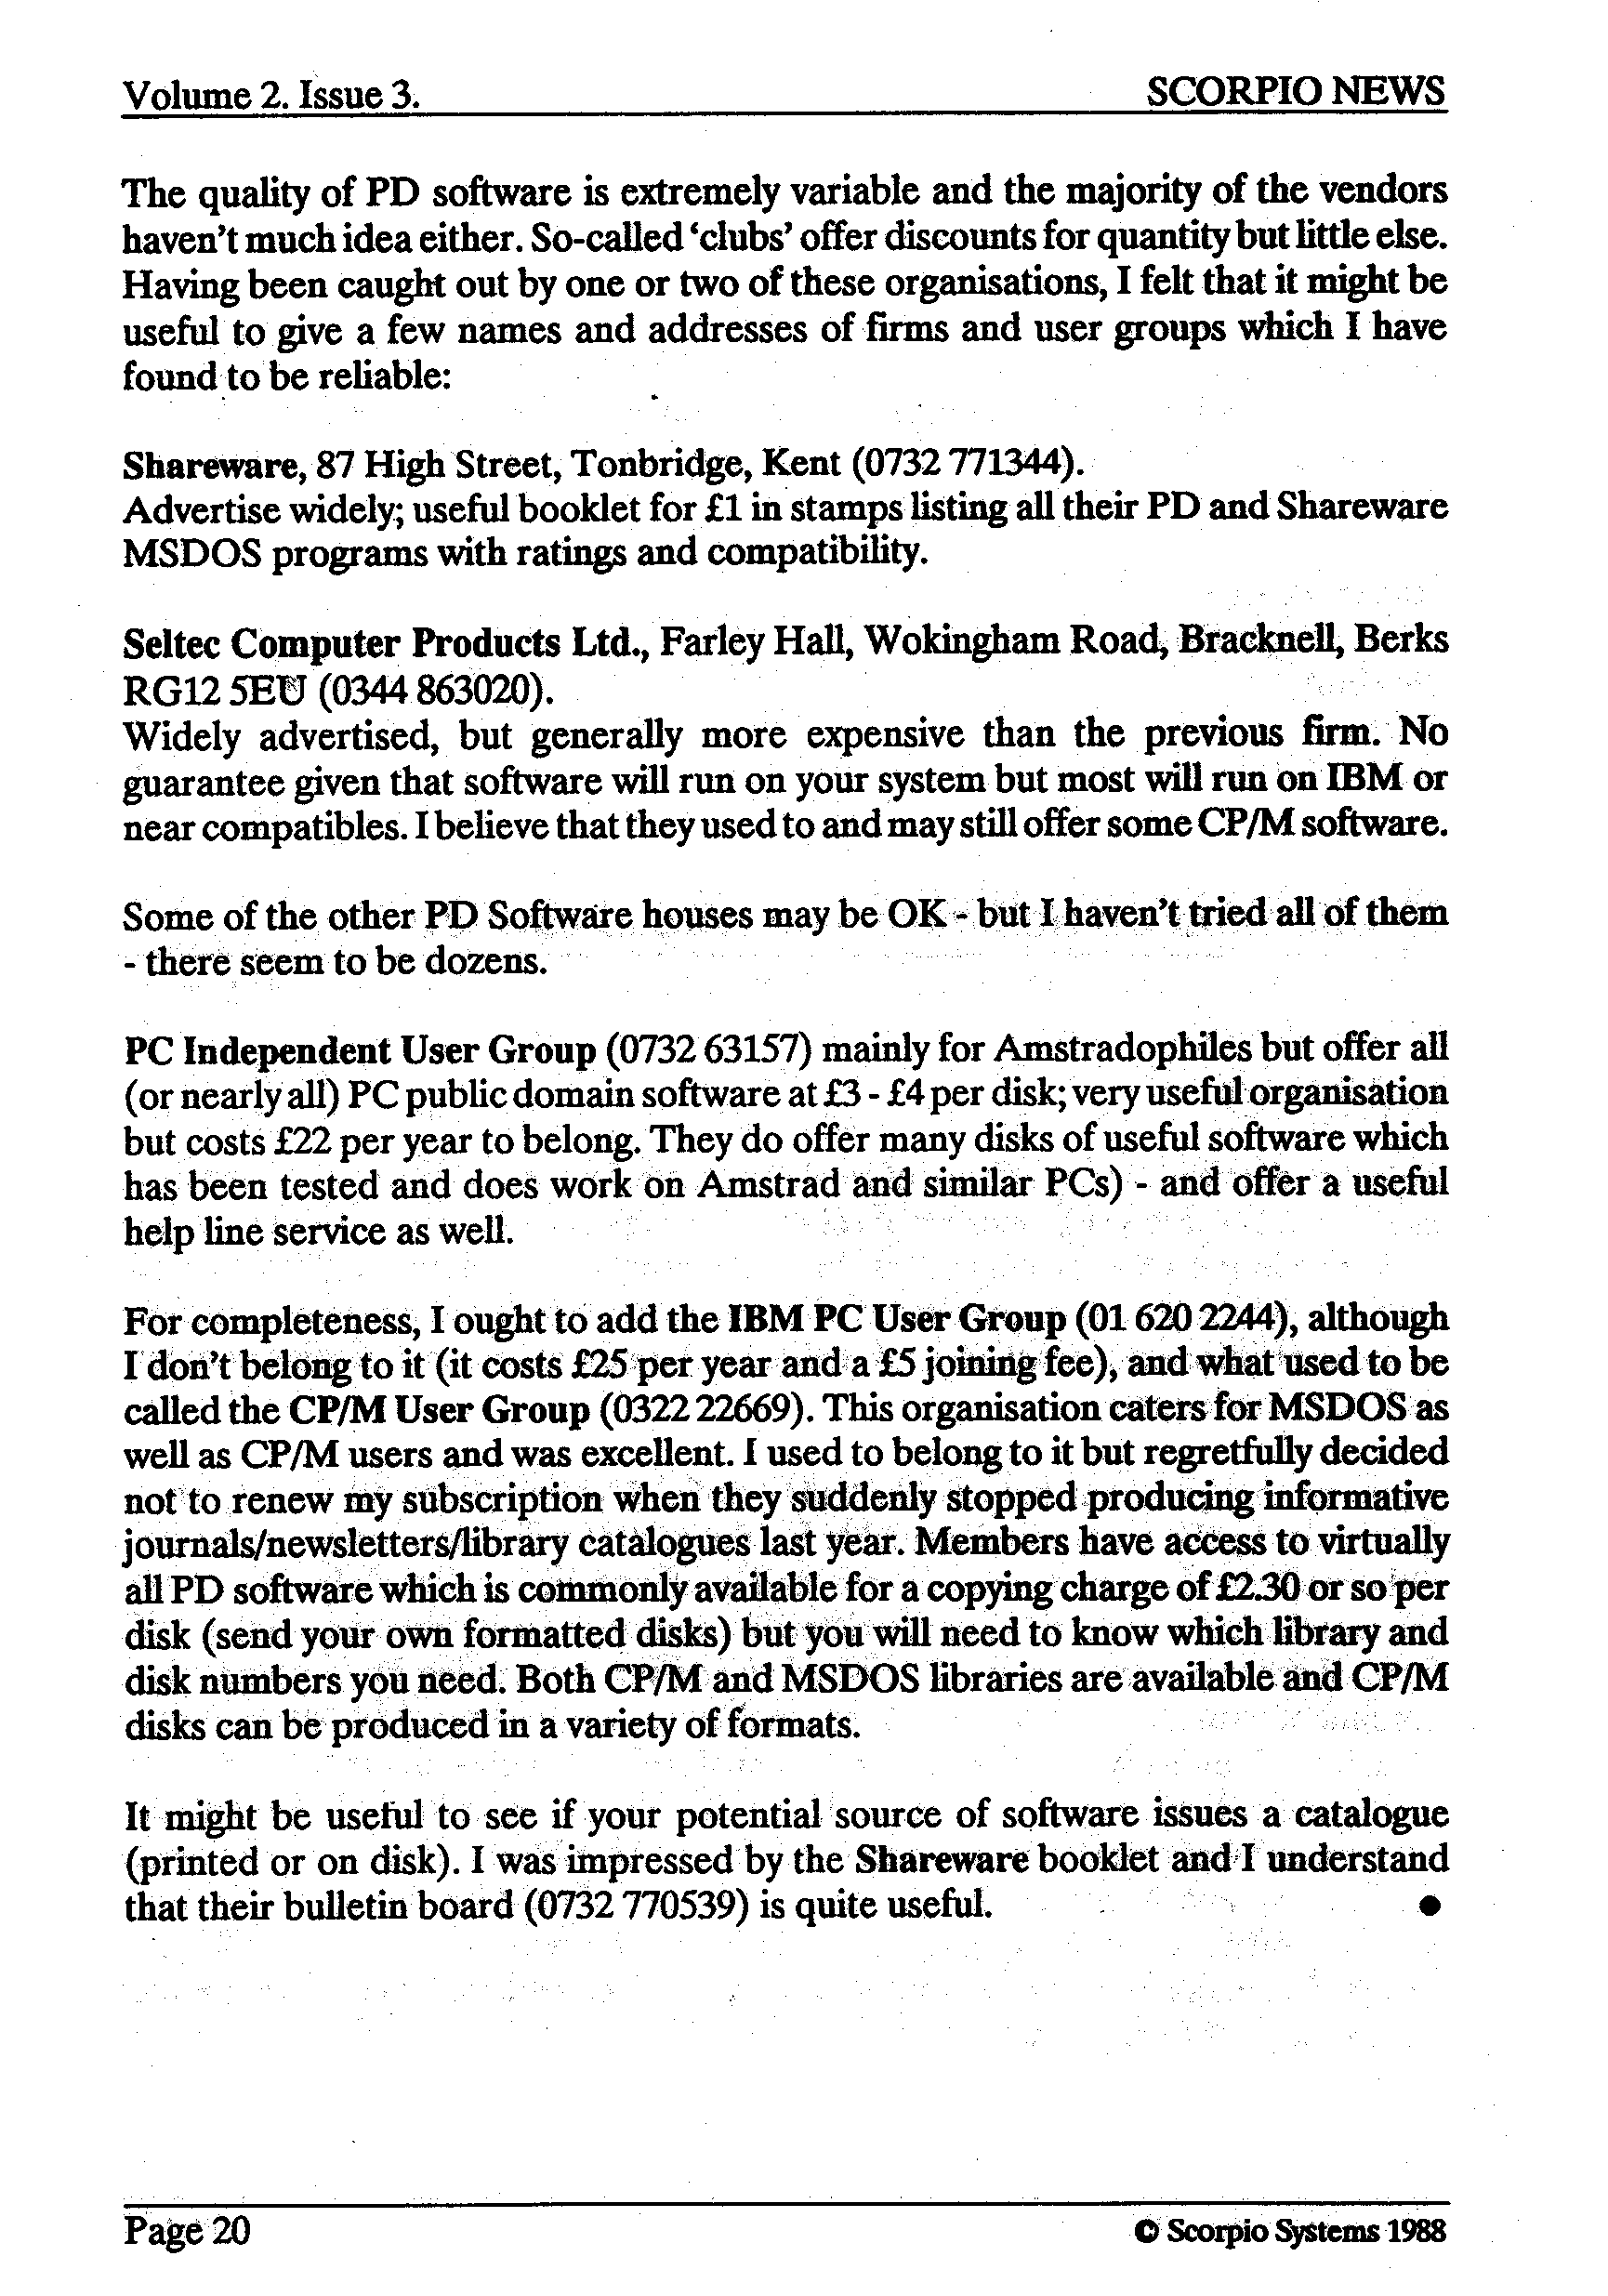 Volume 2. Issue 3. SCORPIO NEWS
The quality of PD software is extremely variable and the majority of the vendors
haven't much idea either. So-called ‘clubs’ offer discounts for quantity but little else.
Having been caught out by one or two of these organisations, I felt that it might be
useful to give a few names and addresses of firms and user groups which I have
found to be reliable:
Shareware, 87 High Street, Tonbridge, Kent (0732 771344).
Advertise widely; useful booklet for £1 in stamps listing all their PD and Shareware
MSDOS programs with ratings and compatibility.
Seltec Computer Products Ltd., Farley Hall, Wokingham Road, Bracknell, Berks
RG12 5EU (0344 863020).
Widely advertised, but generally more expensive than the previous firm. No
guarantee given that software will run on your system but most will run on IBM or
near compatibles. I believe that they used to and may still offer some CP/M software.
Some of the other PD Software houses may be OK - but I haven't tried all of them
- there seem to be dozens.
PC Independent User Group (0732 63157) mainly for Amstradophiles but offer all
(or nearly all) PC public domain software at £3 - £4 per disk; very useful organisation
but costs £22 per year to belong. They do offer many disks of useful software which
has been tested and does work on Amstrad and similar PCs) - and offer a useful
help line service as well.
For completeness, I ought to add the IBM PC User Group (01 620 2244), although
I don't belong to it (it costs £25 per year and a £5 joining fee), and what used to be
called the CP/M User Group (0322 22669). This organisation caters for MSDOS as
well as CP/M users and was excellent. I used to belong to it but regretfully decided
not to renew my subscription when they suddenly stopped producing informative
journals/newsletters/library catalogues last year. Members have access to virtually
all PD software which is commonly available for a copying charge of £2.30 or so per
disk (send your own formatted disks) but you will need to know which library and
disk numbers you need. Both CP/M and MSDOS libraries are available and CP/M
disks can be produced in a variety of formats.
It might be useful to see if your potential source of software issues a catalogue
(printed or on disk). I was impressed by the Shareware booklet and I understand
that their bulletin board (0732 770539) is quite useful. ●
Page 20 © Scorpio Systems 1988